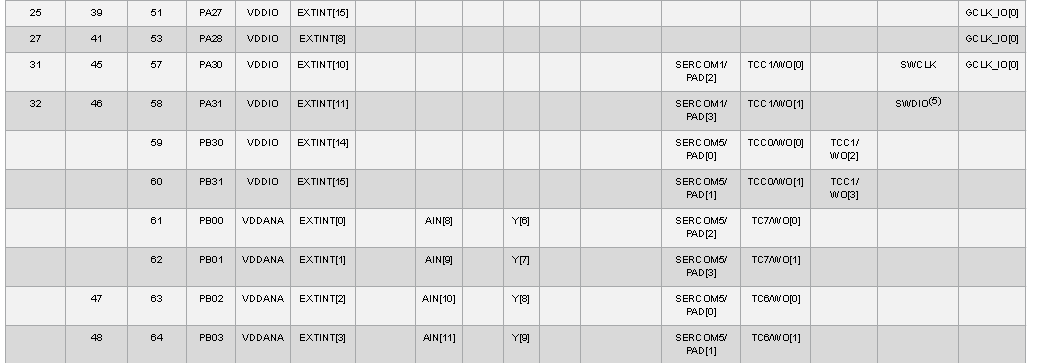 25 39 51 PA27 VDDIO EXTINT[15] GCLK_IO[0]
27 41 53 PA28 VDDIO EXTINT[8] GCLK_IO[0]
31 45 57 PA30 VDDIO EXTINT[10] SERCOM1/ TCC1/WO[0] SWCLK GCLK_IO[0]
PAD[2]
32 46 58 PA31 VDDIO EXTINT[11] SERCOM1/ TCC1/WO[1] SWDIO(5)
PAD[3]
59 PB30 VDDIO EXTINT[14] SERCOM5/ TCC0/WO[0] TCC1/
PAD[0] WO[2]
60 PB31 VDDIO EXTINT[15] SERCOM5/ TCC0/WO[1] TCC1/
PAD[1] WO[3]
61 PB00 VDDANA EXTINT[0] AIN[8] Y[6] SERCOM5/ TC7/WO[0]
PAD[2]
62 PB01 VDDANA EXTINT[1] AIN[9] Y[7] SERCOM5/ TC7/WO[1]
PAD[3]
47 63 PB02 VDDANA EXTINT[2] AIN[10] Y[8] SERCOM5/ TC6/WO[0]
PAD[0]
48 64 PB03 VDDANA EXTINT[3] AIN[11] Y[9] SERCOM5/ TC6/WO[1]
PAD[1]